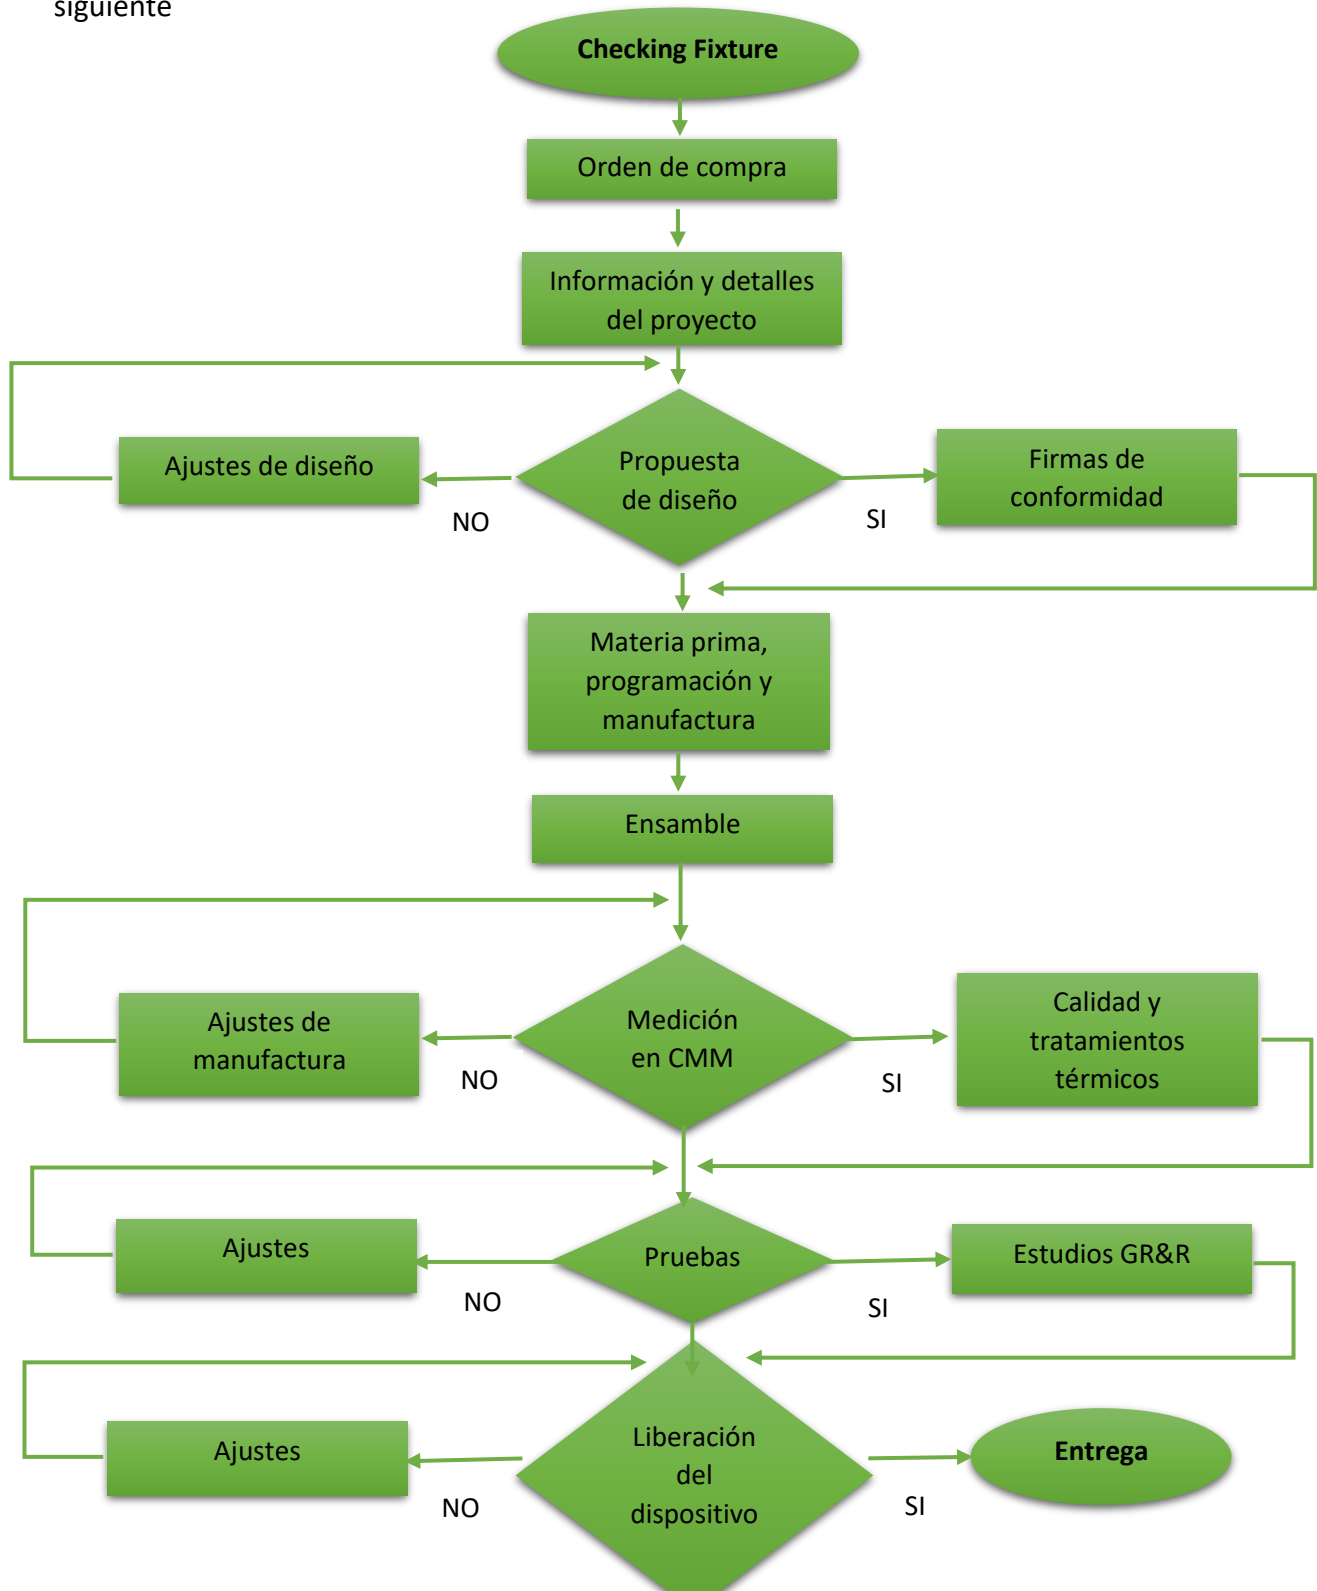 siguiente
Checking Fixture
Orden de compra
Información y detalles
del proyecto
Ajustes de diseño
Propuesta
de diseño
Firmas de
conformidad
NO
SI
Materia prima,
programación y
manufactura
Ensamble
Ajustes de
manufactura
Medición
en CMM
Calidad y
tratamientos
térmicos
NO
SI
Ajustes
Pruebas
Estudios GR&R
NO
SI
Ajustes
Liberación
del
dispositivo
Entrega
NO
SI